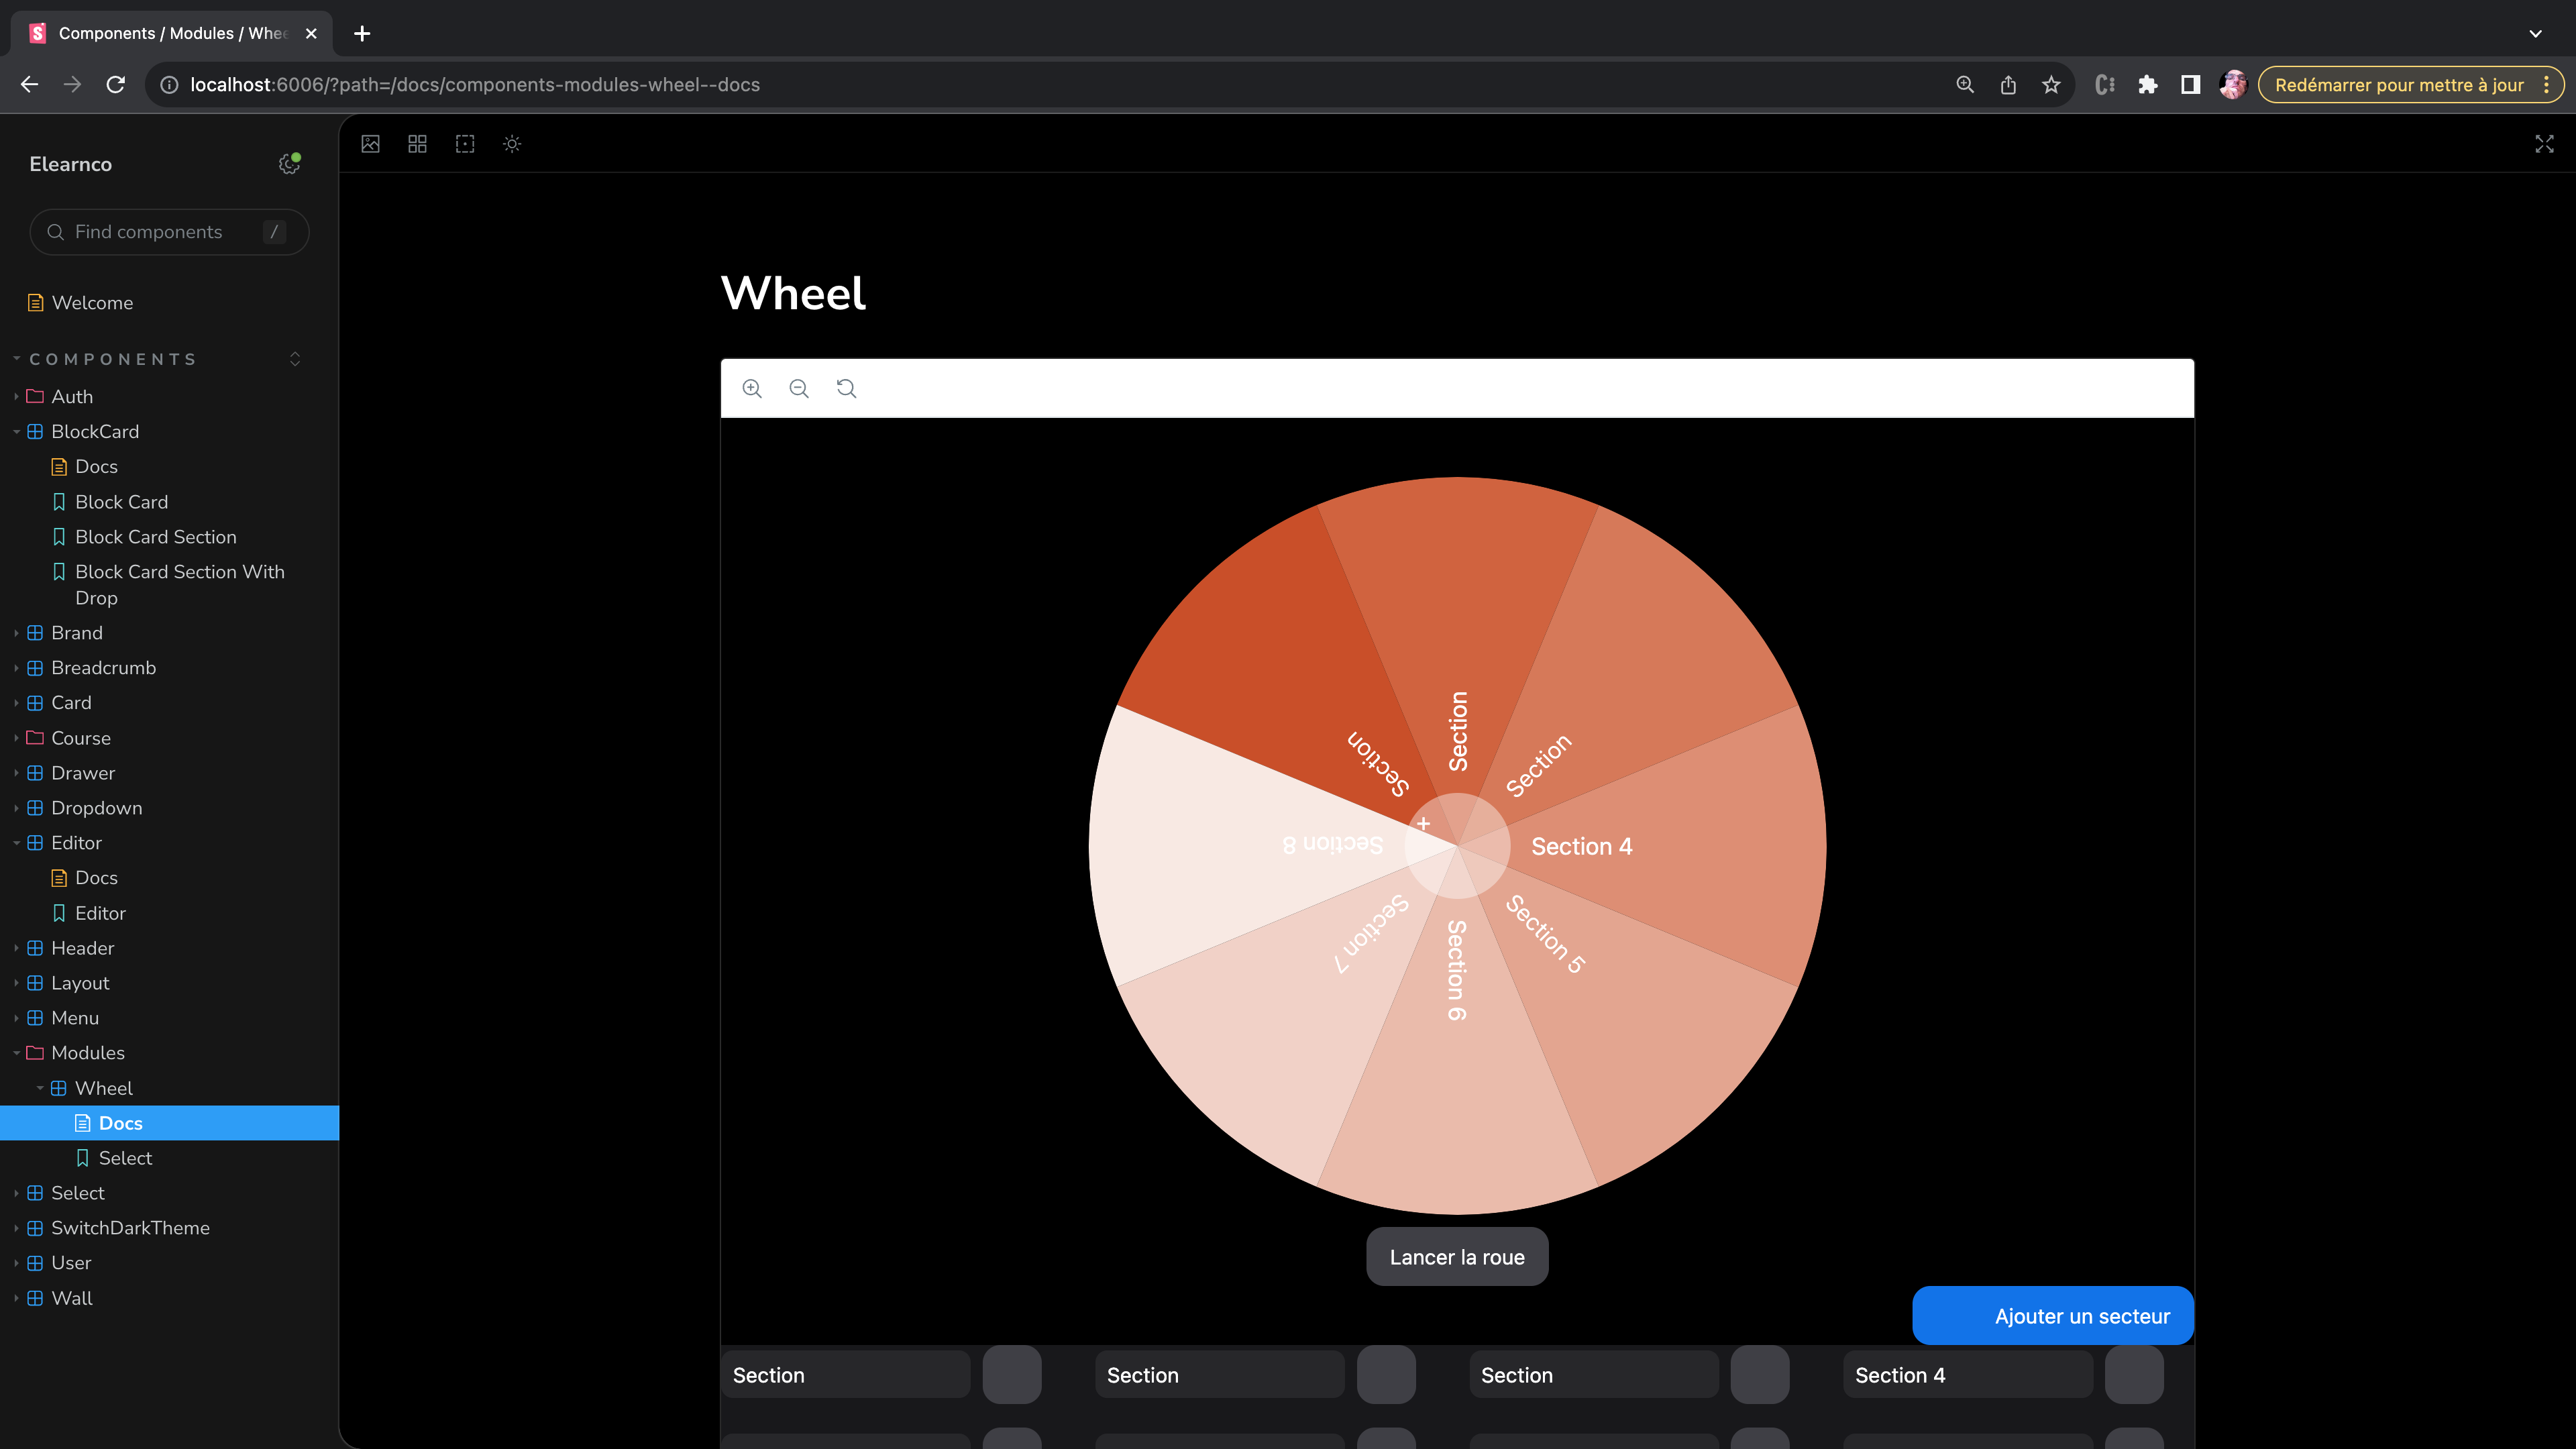 Components / Modules / Whee
localhost:6006/?path=/docs/components-modules-wheel--docs
Redémarrer pour mettre à jour
Elearnco
Find components
/
Welcome
COMPONENTS
Auth
BlockCard
Docs
Block Card
Block Card Section
Block Card Section With
Drop
Brand
Breadcrumb
Card
Course
Drawer
Dropdown
Editor
Docs
Editor
Header
Layout
Menu
Modules
Wheel
Docs
Select
Select
SwitchDarkTheme
User
Wall
Wheel
Section
Section
Section
+
Section 4
Section 5
Section 6
Section 7
Section 8
Lancer la roue
Ajouter un secteur
Section
Section
Section
Section 4